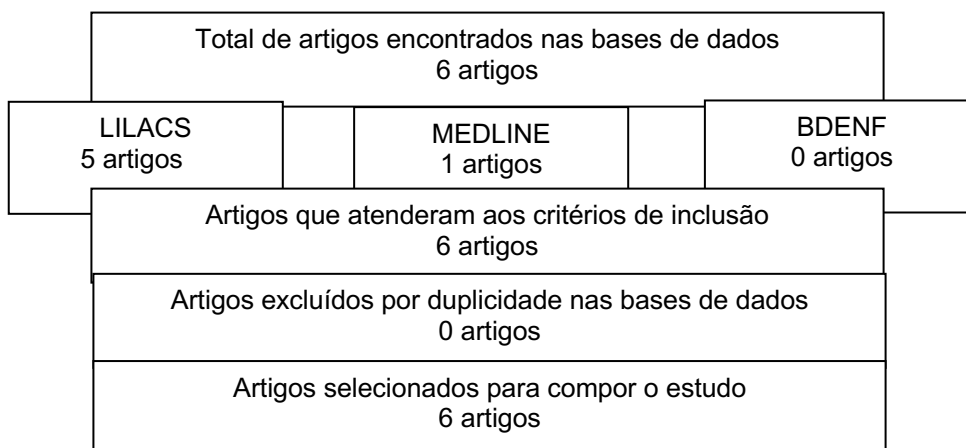 Total de artigos encontrados nas bases de dados
6 artigos
LILACS
5 artigos
MEDLINE
1 artigos
BDENF
0 artigos
Artigos que atenderam aos critérios de inclusão
6 artigos
Artigos excluídos por duplicidade nas bases de dados
0 artigos
Artigos selecionados para compor o estudo
6 artigos